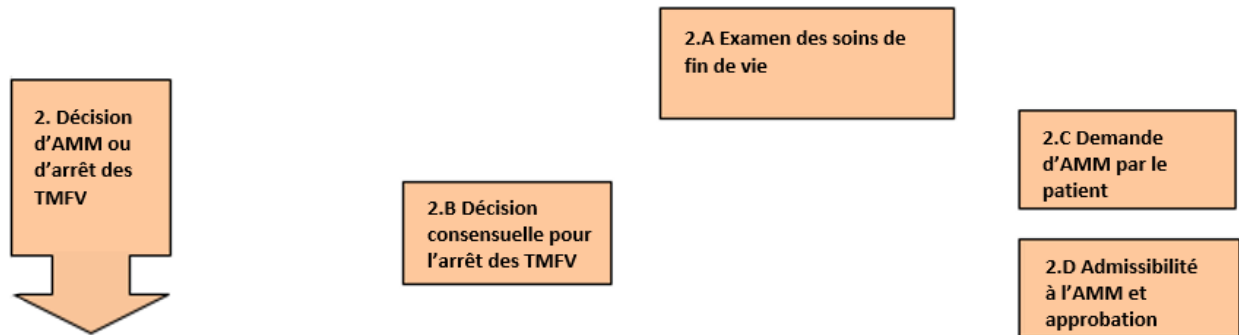 2. Décision
d'AMM ou
d'arrêt des
TMFV
2.A Examen des soins de
fin de vie
2.B Décision
consensuelle pour
l'arrêt des TMFV
2.C Demande
d'AMM par le
patient
2.D Admissibilité
à l'AMM et
approbation